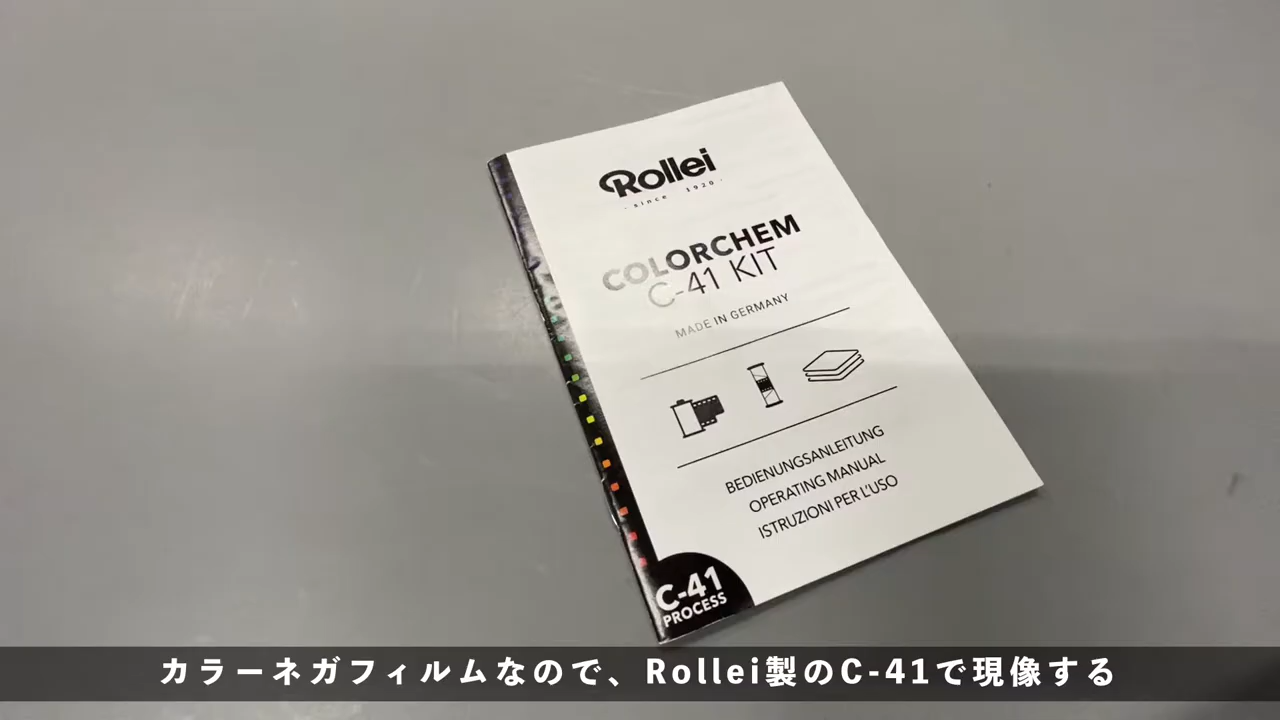 Rollei
· since 1920 ·
COLORCHEM
C-41 KIT
MADE IN GERMANY
BEDIENUNGSANLEITUNG
OPERATING MANUAL
ISTRUZIONI PER L'USO
C-41
PROCESS
カラーネガフィルムなので、Rollei製のC-41で現像する